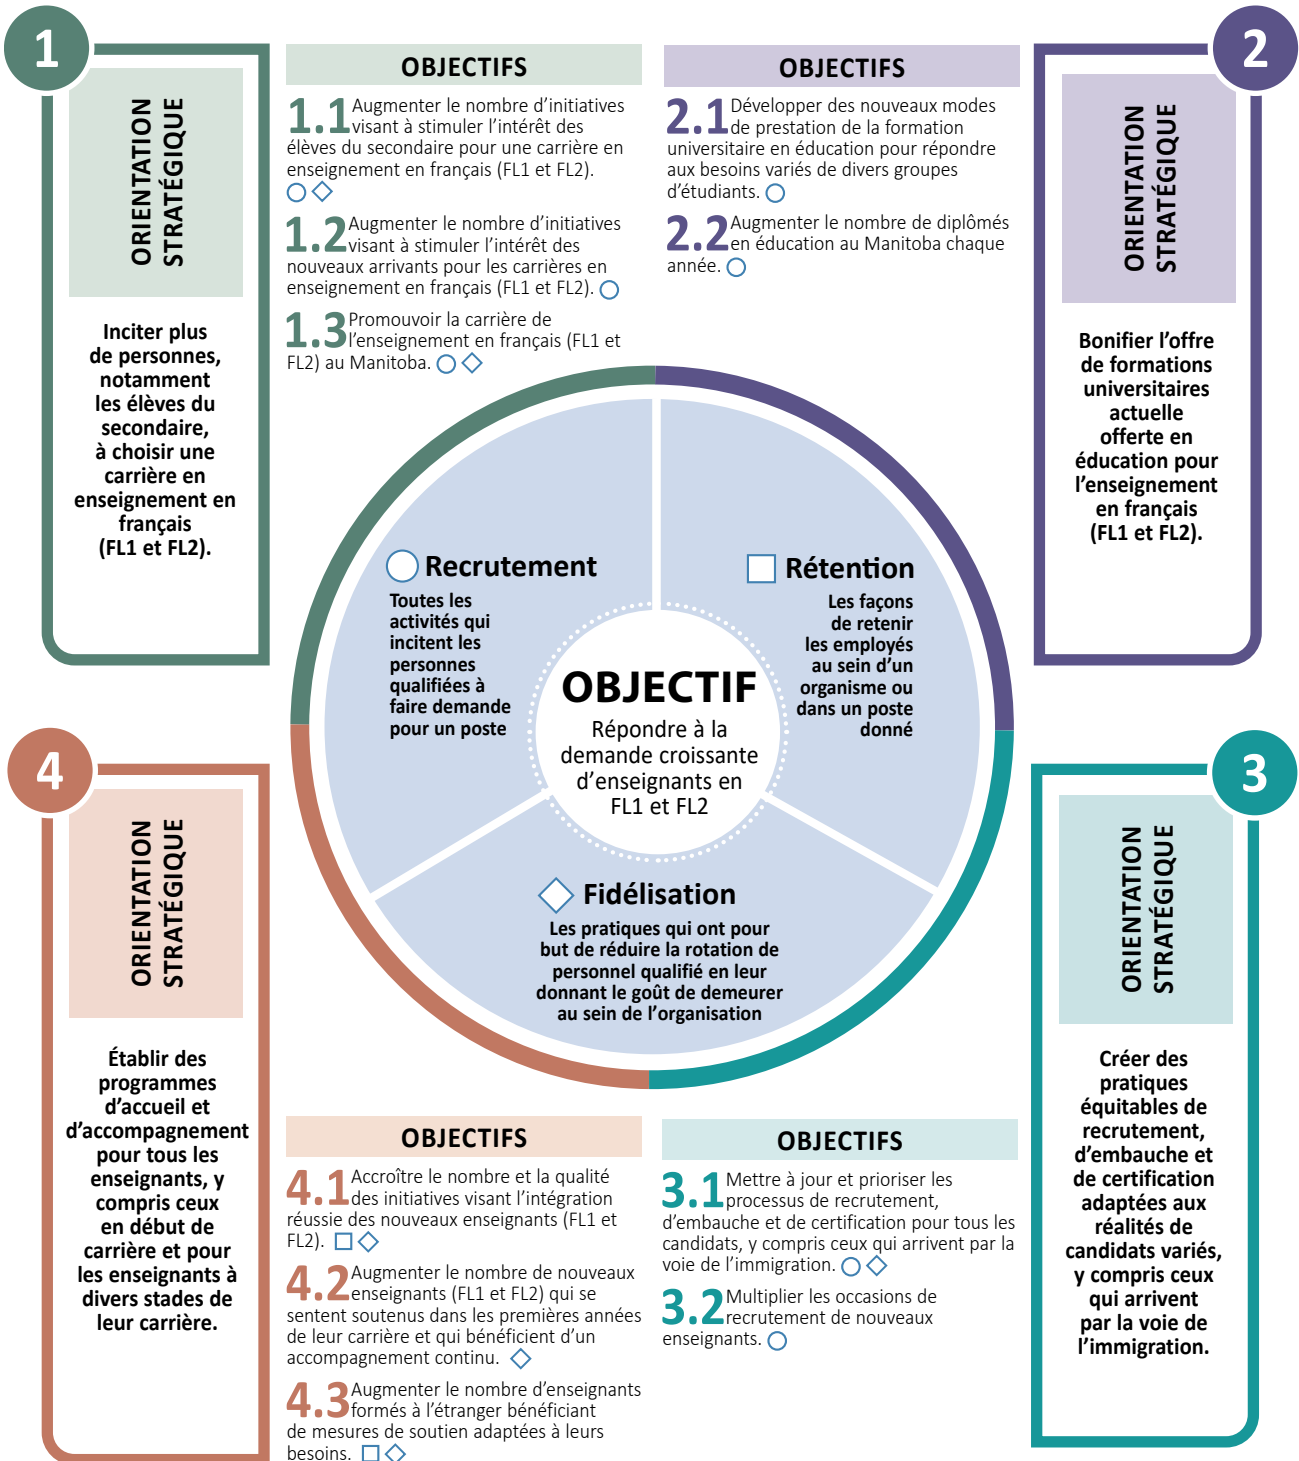 1
ORIENTATION
STRATÉGIQUE
Inciter plus
de personnes,
notamment
les élèves du
secondaire,
à choisir une
carrière en
enseignement en
français
(FL1 et FL2).
OBJECTIFS
1.1 Augmenter le nombre d’initiatives
visant à stimuler l’intérêt des
élèves du secondaire pour une carrière en
enseignement en français (FL1 et FL2).
1.2 Augmenter le nombre d’initiatives
visant à stimuler l’intérêt des
nouveaux arrivants pour les carrières en
enseignement en français (FL1 et FL2).
1.3 Promouvoir la carrière de
l’enseignement en français (FL1 et
FL2) au Manitoba.
OBJECTIFS
2.1 Développer des nouveaux modes
de prestation de la formation
universitaire en éducation pour répondre
aux besoins variés de divers groupes
d’étudiants.
2.2 Augmenter le nombre de diplômés
en éducation au Manitoba chaque
année.
2
ORIENTATION
STRATÉGIQUE
Bonifier l’offre
de formations
universitaires
actuelle
offerte en
éducation pour
l’enseignement
en français
(FL1 et FL2).
Recrutement
Toutes les
activités qui
incitent les
personnes
qualifiées à
faire demande
pour un poste
Rétention
Les façons
de retenir
les employés
au sein d’un
organisme ou
dans un poste
donné
OBJECTIF
Répondre à la
demande croissante
d’enseignants en
FL1 et FL2
Fidélisation
Les pratiques qui ont pour
but de réduire la rotation de
personnel qualifié en leur
donnant le goût de demeurer
au sein de l’organisation
4
ORIENTATION
STRATÉGIQUE
Établir des
programmes
d’accueil et
d’accompagnement
pour tous les
enseignants, y
compris ceux
en début de
carrière et pour
les enseignants à
divers stades de
leur carrière.
OBJECTIFS
4.1 Accroître le nombre et la qualité
des initiatives visant l’intégration
réussie des nouveaux enseignants (FL1 et
FL2).
4.2 Augmenter le nombre de nouveaux
enseignants (FL1 et FL2) qui se
sentent soutenus dans les premières années
de leur carrière et qui bénéficient d’un
accompagnement continu.
4.3 Augmenter le nombre d’enseignants
formés à l’étranger bénéficiant
de mesures de soutien adaptées à leurs
besoins.
OBJECTIFS
3.1 Mettre à jour et prioriser les
processus de recrutement,
d’embauche et de certification pour tous les
candidats, y compris ceux qui arrivent par la
voie de l’immigration.
3.2 Multiplier les occasions de
recrutement de nouveaux
enseignants.
3
ORIENTATION
STRATÉGIQUE
Créer des
pratiques
équitables de
recrutement,
d’embauche et
de certification
adaptées aux
réalités de
candidats variés,
y compris ceux
qui arrivent
par la voie de
l’immigration.